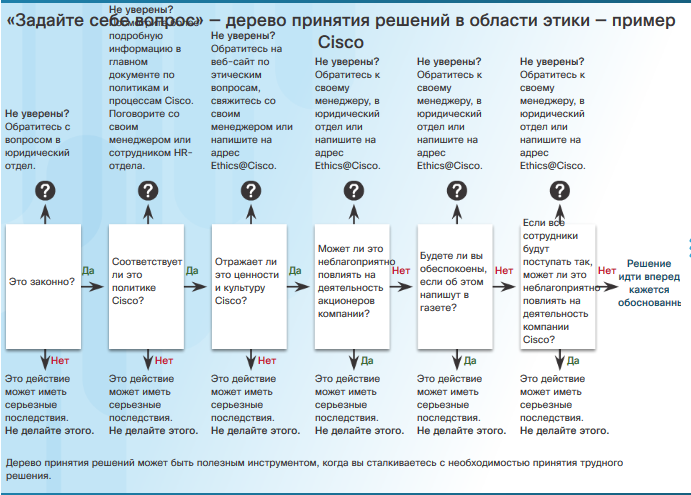 «Задайте себе вопрос» – дерево принятия решений в области этики – пример
Cisco
Не уверены?
Обратитесь с
вопросом в
юридический
отдел.
Не уверены?
Посмотрите более
подробную
информацию в
главном
документе по
политикам и
процессам Cisco.
Поговорите со
своим
менеджером или
сотрудником HR-
отдела.
Не уверены?
Обратитесь на
веб-сайт по
этическим
вопросам,
свяжитесь со
своим
менеджером или
напишите на
адрес
Ethics@Cisco.
Не уверены?
Обратитесь к
своему
менеджеру, в
юридический
отдел или
напишите на
адрес
Ethics@Cisco.
Не уверены?
Обратитесь к
своему
менеджеру, в
юридический
отдел или
напишите на
адрес
Ethics@Cisco.
Не уверены?
Обратитесь к
своему
менеджеру, в
юридический
отдел или
напишите на
адрес
Ethics@Cisco.
?
?
?
?
?
?
Это законно?
Да
Соответствует
ли это
политике
Cisco?
Да
Отражает ли
это ценности
и культуру
Cisco?
Да
Может ли это
неблагоприятно
повлиять на
деятельность
акционеров
компании?
Нет
Будете ли вы
обеспокоены,
если об этом
напишут в
газете?
Нет
Если все
сотрудники
будут
поступать так,
может ли это
неблагоприятно
повлиять на
деятельность
компании
Cisco?
Нет
Решение
идти вперед
кажется
обоснованнь
Нет
Это действие
может иметь
серьезные
последствия.
Не делайте этого.
Нет
Это действие
может иметь
серьезные
последствия.
Не делайте этого.
Нет
Это действие
может иметь
серьезные
последствия.
Не делайте этого.
Да
Это действие
может иметь
серьезные
последствия.
Не делайте этого.
Да
Это действие
может иметь
серьезные
последствия.
Не делайте этого.
Да
Это действие
может иметь
серьезные
последствия.
Не делайте этого.
Дерево принятия решений может быть полезным инструментом, когда вы сталкиваетесь с необходимостью принятия трудного
решения.